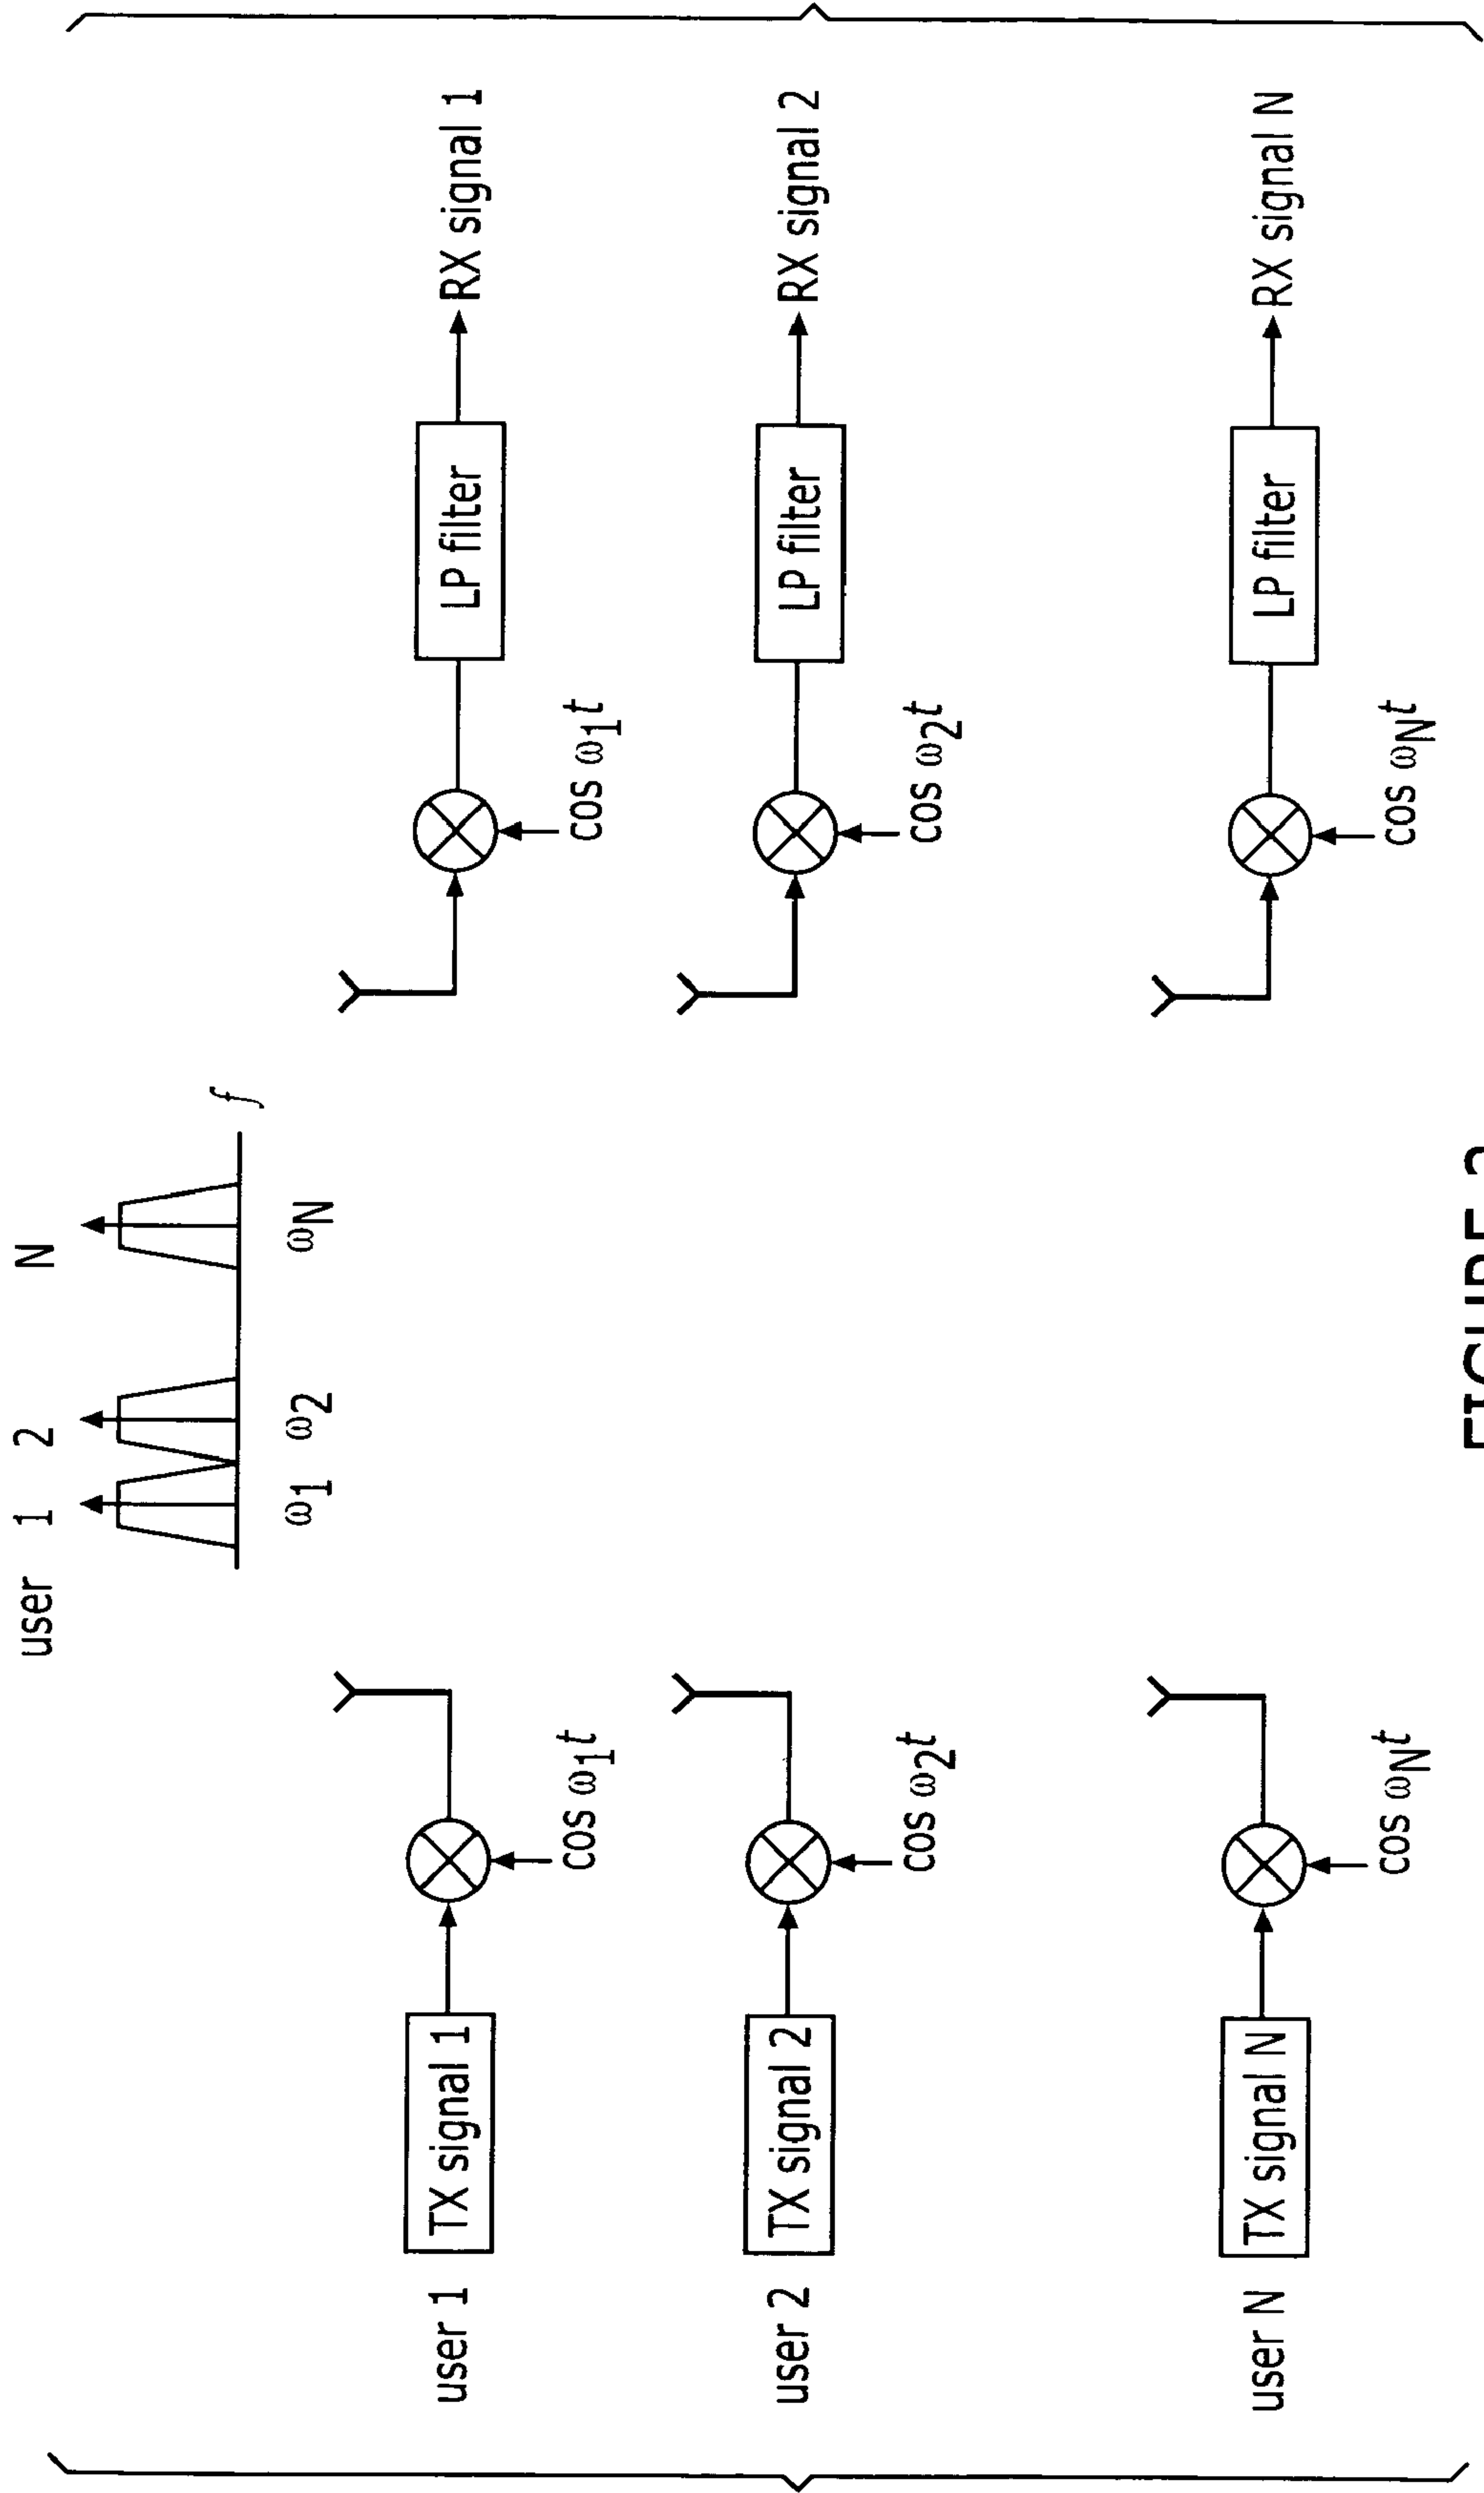 user 1 2 N
f
ω1 ω2 ωN
user 1 TX signal 1 LP filter RX signal 1
cos ω1t cos ω1t
user 2 TX signal 2 LP filter RX signal 2
cos ω2t cos ω2t
user N TX signal N LP filter RX signal N
cos ωNt cos ωNt
FIGURE